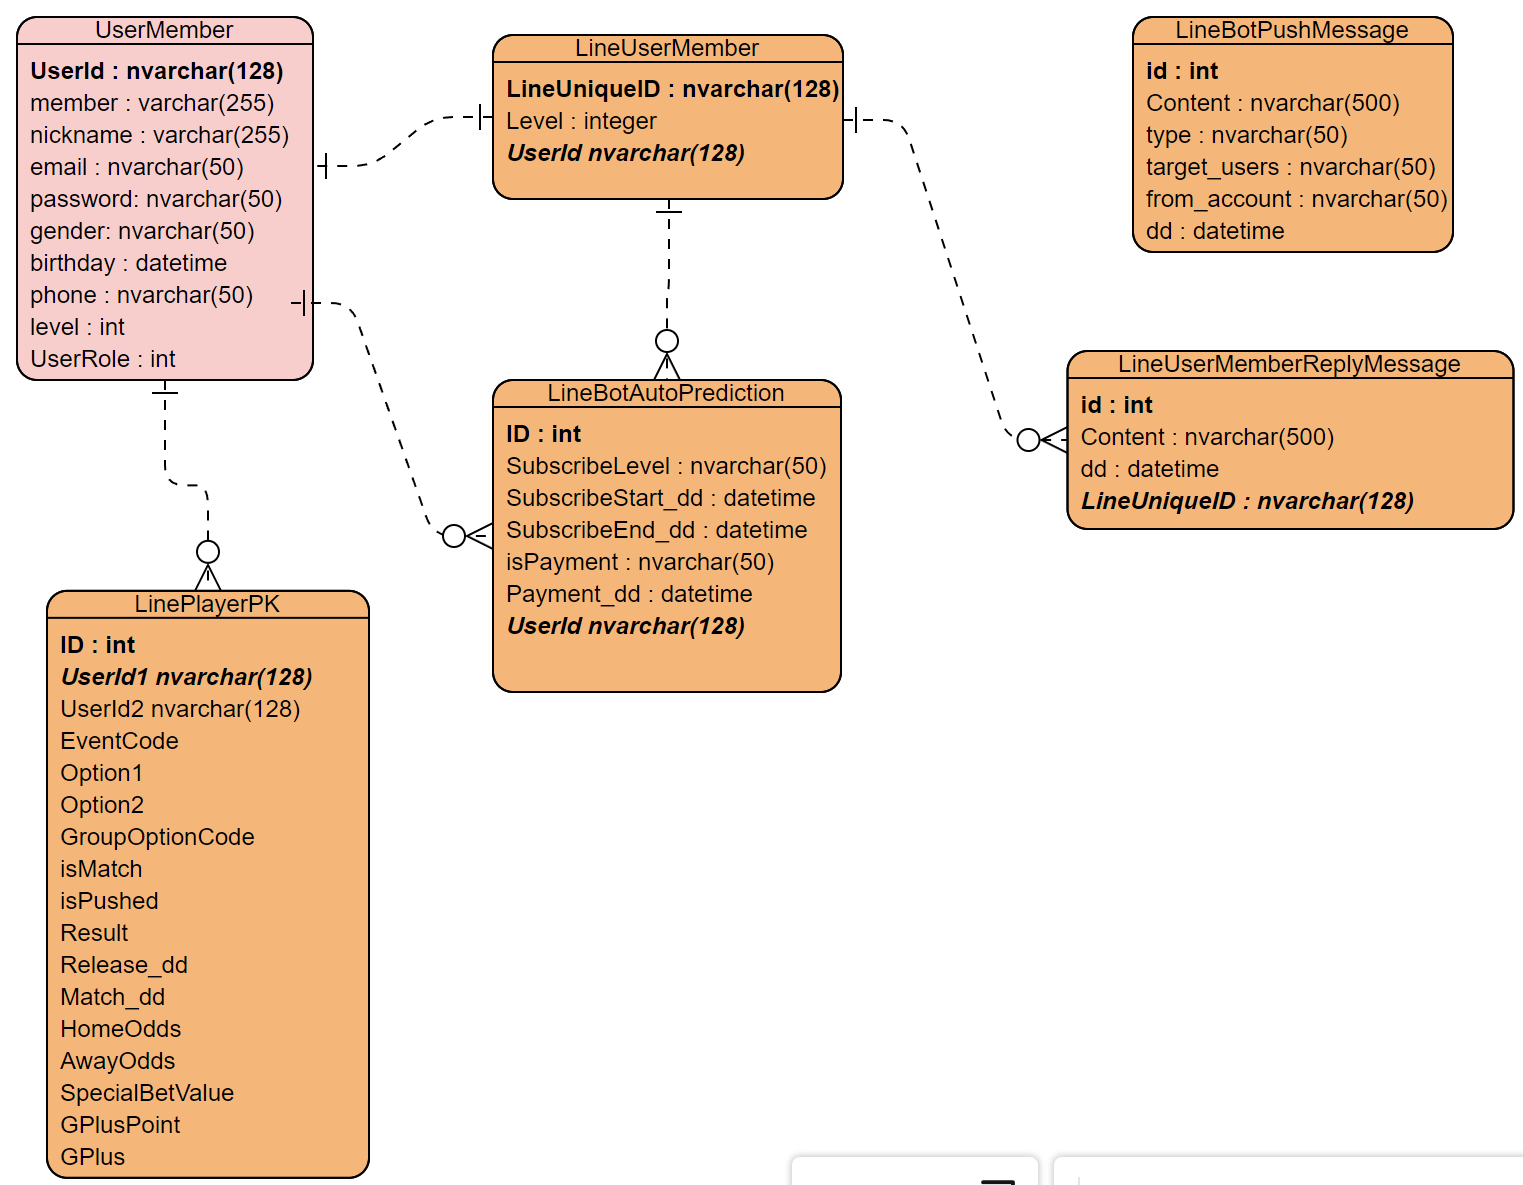 UserMember
UserId : nvarchar(128)
member : varchar(255)
nickname : varchar(255)
email : nvarchar(50)
password: nvarchar(50)
gender: nvarchar(50)
birthday : datetime
phone : nvarchar(50)
level : int
UserRole : int
LineUserMember
LineUniqueID : nvarchar(128)
Level : integer
UserId nvarchar(128)
LineBotPushMessage
id : int
Content : nvarchar(500)
type : nvarchar(50)
target_users : nvarchar(50)
from_account : nvarchar(50)
dd : datetime
LineBotAutoPrediction
ID : int
SubscribeLevel : nvarchar(50)
SubscribeStart_dd : datetime
SubscribeEnd_dd : datetime
isPayment : nvarchar(50)
Payment_dd : datetime
UserId nvarchar(128)
LineUserMemberReplyMessage
id : int
Content : nvarchar(500)
dd : datetime
LineUniqueID : nvarchar(128)
LinePlayerPK
ID : int
UserId1 nvarchar(128)
UserId2 nvarchar(128)
EventCode
Option1
Option2
GroupOptionCode
isMatch
isPushed
Result
Release_dd
Match_dd
HomeOdds
AwayOdds
SpecialBetValue
GPlusPoint
GPlus